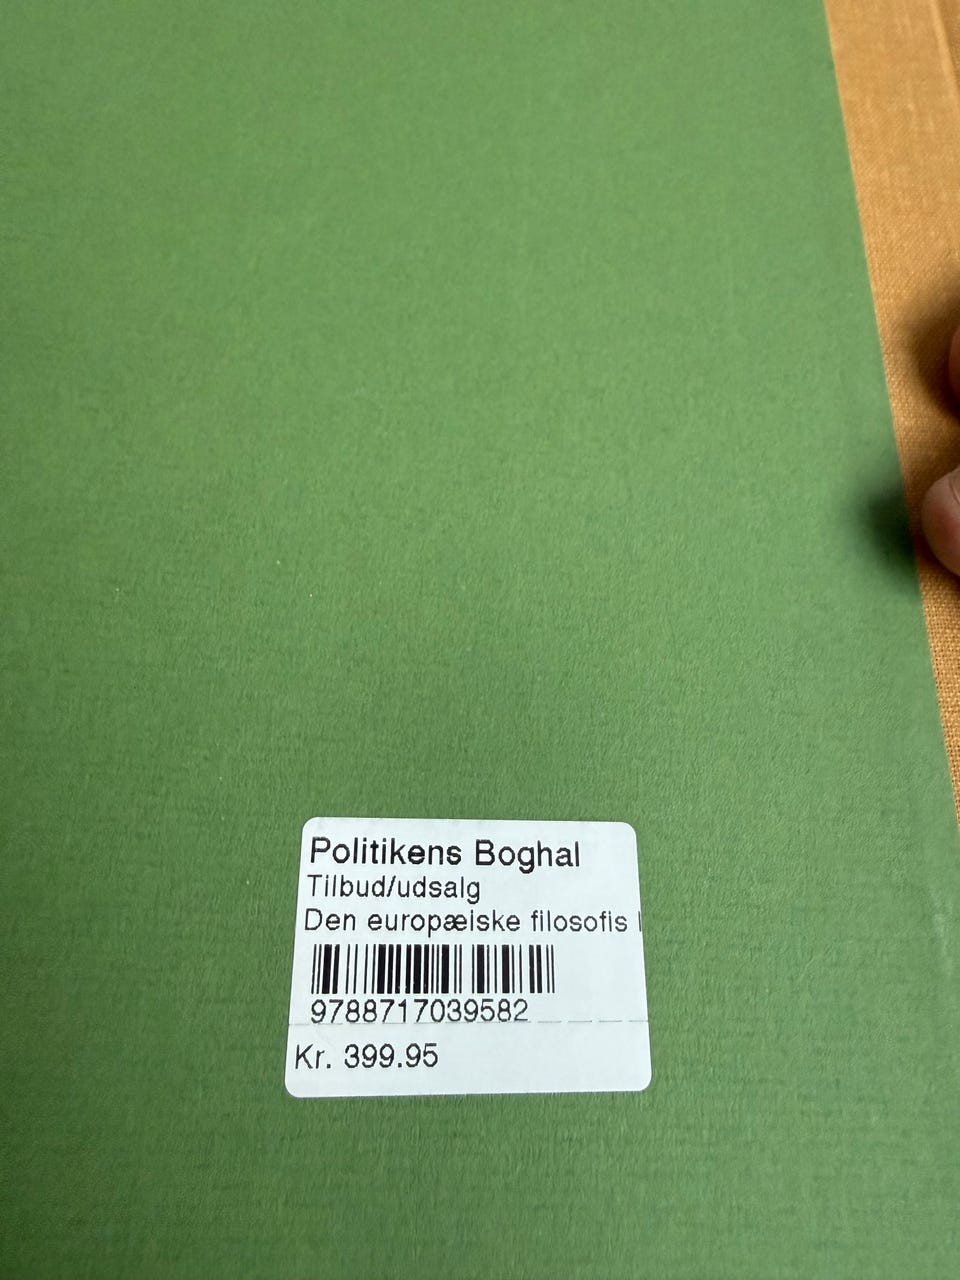 Politikens Boghal
Tilbud/udsalg
Den europæiske filosofis
9788717039582
Kr. 399.95